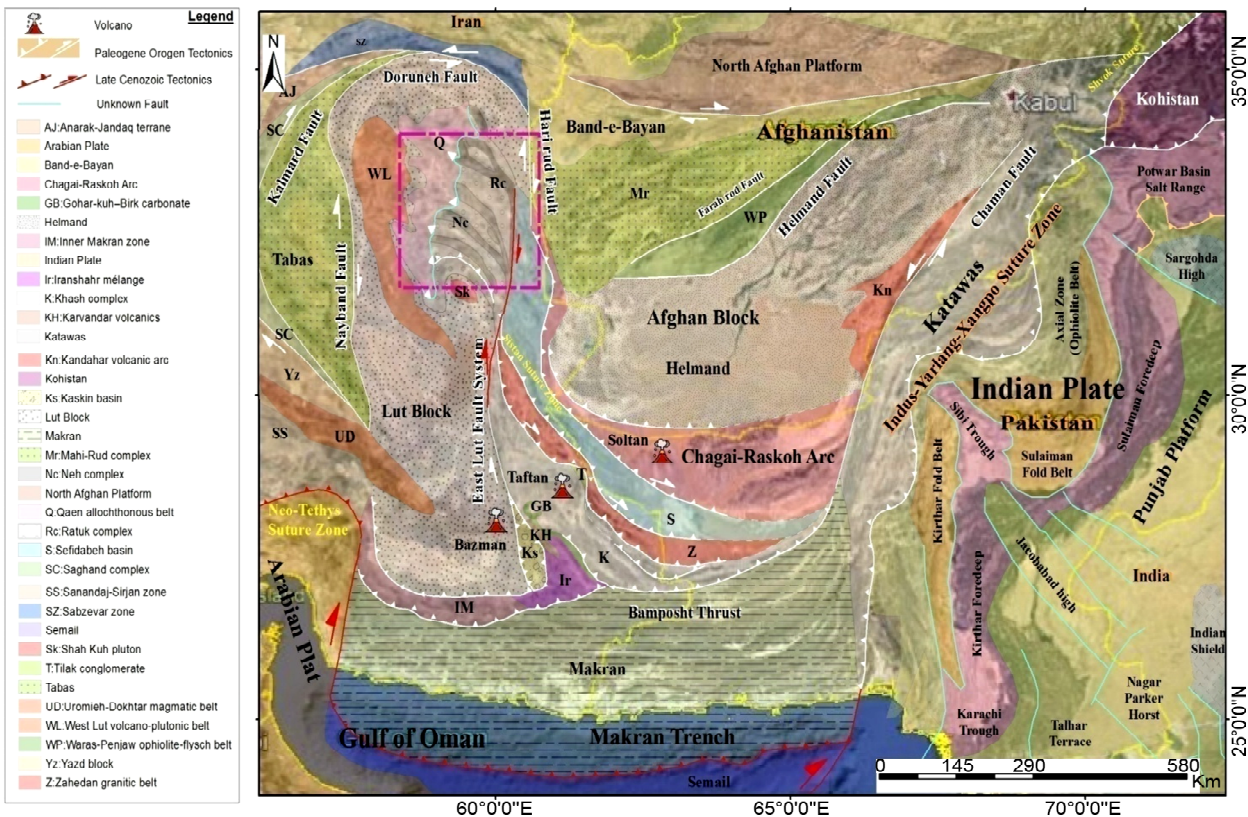 Legend
Volcano
Paleogene Orogen Tectonics
Late Cenozoic Tectonics
Unknown Fault
AJ:Anarak-Jandaq terrane
Arabian Plate
Band-e-Bayan
Chagai-Raskoh Arc
GB:Gohar-kuh–Birk carbonate
Helmand
IM:Inner Makran zone
Indian Plate
Ir:Iranshahr mélange
K:Khash complex
KH:Karvandar volcanics
Katawas
Kn:Kandahar volcanic arc
Kohistan
Ks Kaskin basin
Lut Block
Makran
Mr:Mahi-Rud complex
Nc:Neh complex
North Afghan Platform
Q:Qaen allochthonous belt
Rc:Ratuk complex
S:Sefidabeh basin
SC:Saghand complex
SS:Sanandaj-Sirjan zone
SZ:Sabzevar zone
Semail
Sk:Shah Kuh pluton
T:Tilak conglomerate
Tabas
UD:Uromieh-Dokhtar magmatic belt
WL:West Lut volcano-plutonic belt
WP:Waras-Penjaw ophiolite-flysch belt
Yz:Yazd block
Z:Zahedan granitic belt
N
Iran
SZ
Doruneh Fault
North Afghan Platform
Shyok Suture
35°0'0"N
AJ
Kabul
Kohistan
SC
Kalmard Fault
Harirud Fault
Band-e-Bayan
Afghanistan
Q
WL
Rc
Mr
Farah rod Fault
WP
Helmand Fault
Chaman Fault
Potwar Basin
Salt Range
Nc
Tabas
Nayband Fault
Sargohda
High
Sk
Kn
Katawas
Indus-Yarlang-Xangpo Suture Zone
Axial Zone
(Ophiolite Belt)
Afghan Block
SC
Helmand
Yz
Lut Block
East Lut Fault System
Indian Plate
Pakistan
30°0'0"N
Sibi Trough
Sulaiman Foredeep
Sulaiman
Fold Belt
Punjab Platform
SS
UD
Soltan
Chagai-Raskoh Arc
Taftan
T
GB
Kirthar Fold Belt
Neo-Tethys
Suture Zone
S
Bazman
KH
Ks
Z
K
Ir
Jacobabad high
India
Arabian Plat
IM
Bamposht Thrust
Kirthar Foredeep
Indian
Shield
Makran
Nagar
Parker
Horst
Karachi
Trough
Talhar
Terrace
25°0'0"N
Gulf of Oman
Makran Trench
Semail
0 145 290 580
Km
60°0'0"E 65°0'0"E 70°0'0"E